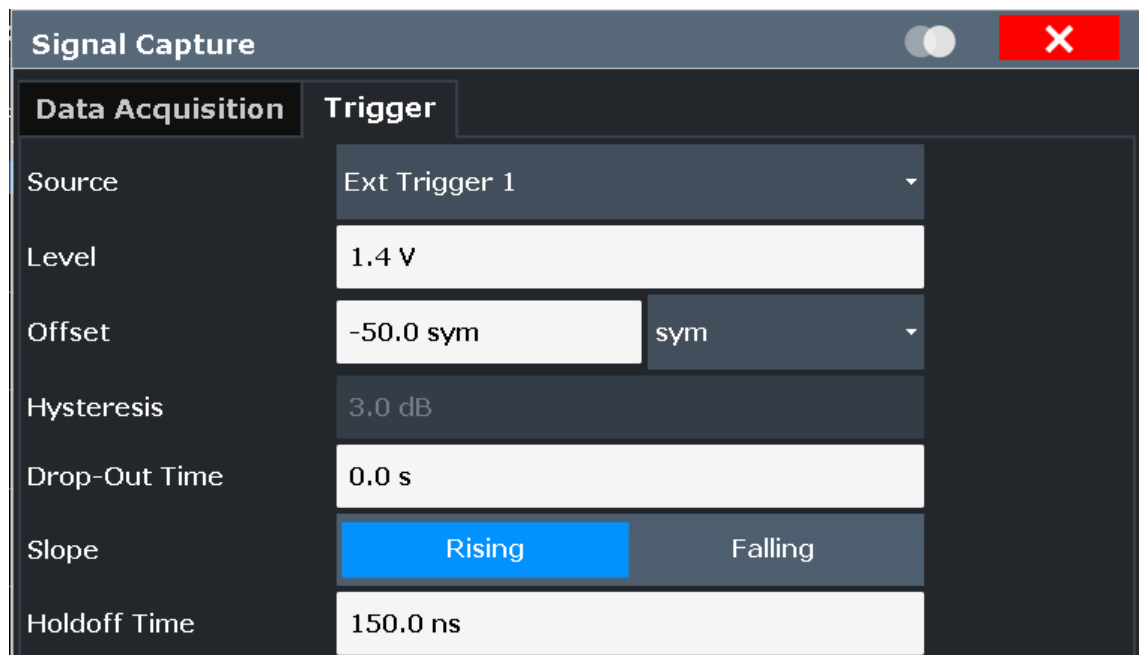 Signal Capture
Data Acquisition Trigger
Source Ext Trigger 1
Level 1.4 V
Offset -50.0 sym sym
Hysteresis 3.0 dB
Drop-Out Time 0.0 s
Slope Rising Falling
Holdoff Time 150.0 ns